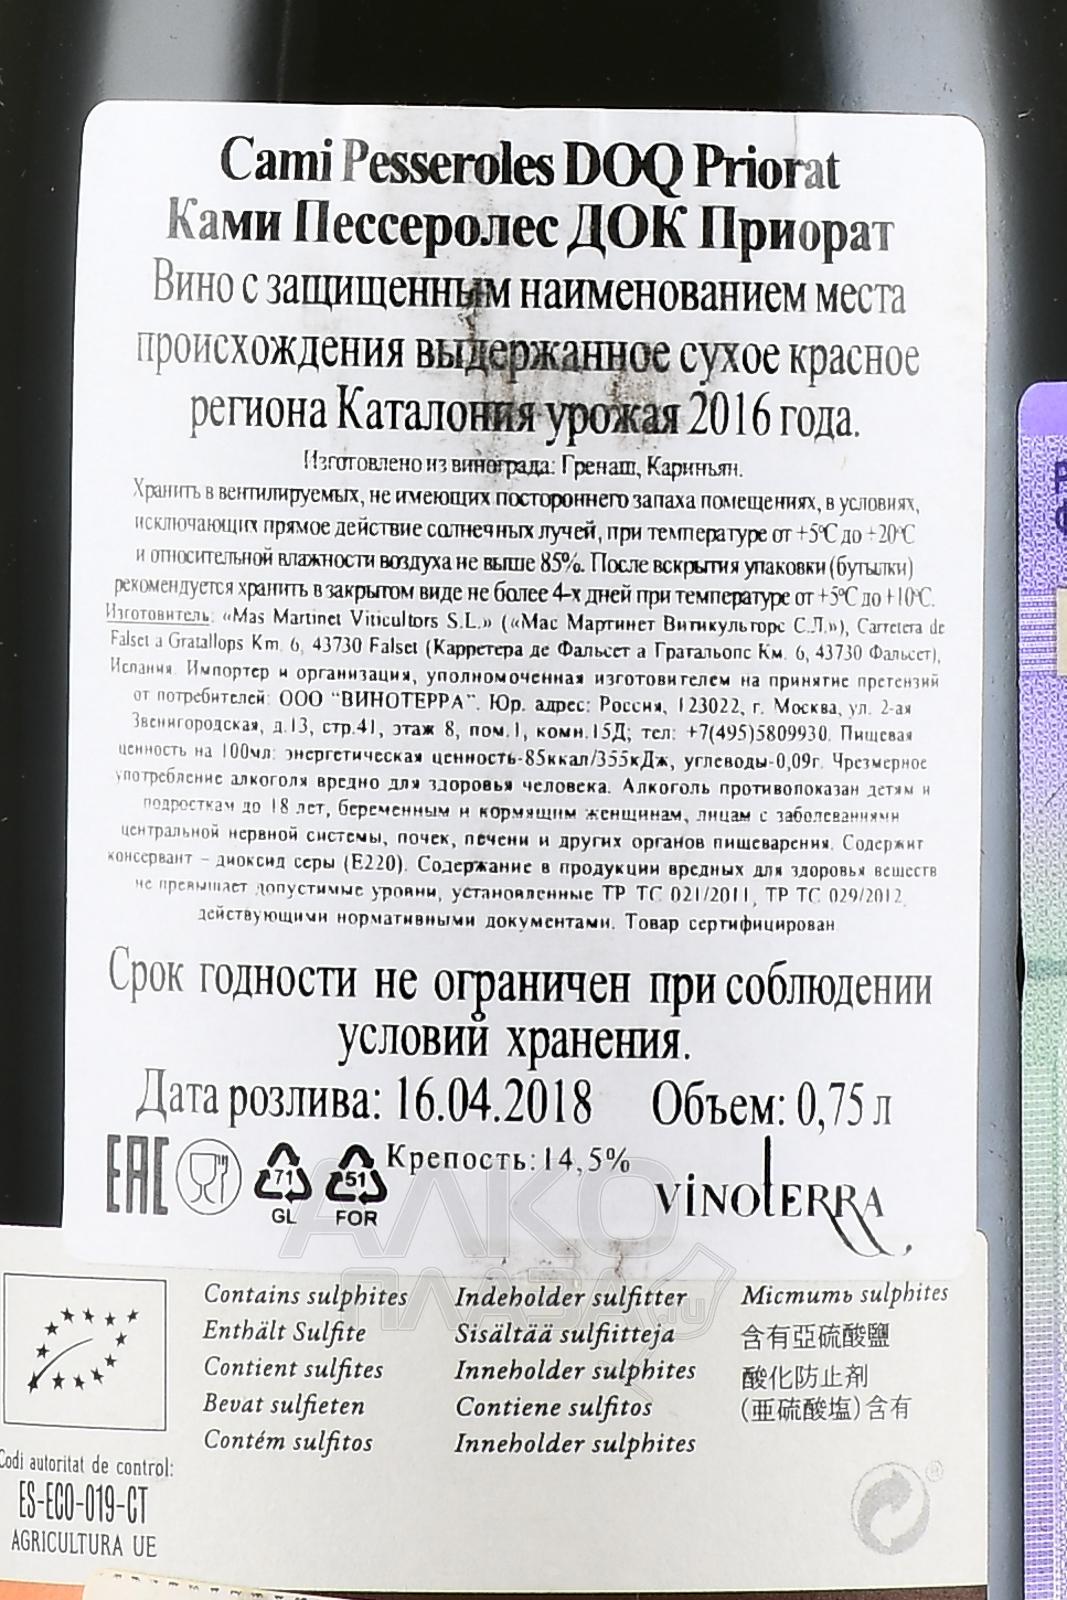 Cami Pesseroles DOQ Priorat
Ками Пессеролес ДОК Приорат
Вино с защищенным наименованием места
происхождения выдержанное сухое красное
региона Каталония урожая 2016 года.
Изготовлено из винограда: Гренаш, Кариньян.
Хранить в вентилируемых, не имеющих постороннего запаха помещениях, в условиях,
исключающих прямое действие солнечных лучей, при температуре от +5°C до +20°C
и относительной влажности воздуха не выше 85%. После вскрытия упаковки (бутылки)
рекомендуется хранить в закрытом виде не более 4-х дней при температуре от +5°C до +10°C.
Изготовитель: «Mas Martinet Viticultors S.L.» («Мас Мартинет Витикульторс С.Л.»), Carretera de
Falset a Gratallops Km. 6, 43730 Falset (Карретера де Фальсет а Гратальопс Км. 6, 43730 Фальсет),
Испания. Импортер и организация, уполномоченная изготовителем на принятие претензий
от потребителей: ООО "ВИНОТЕРРА". Юр. адрес: Россия, 123022, г. Москва, ул. 2-ая
Звенигородская, д.13, стр.41, этаж 8, пом.1, комн.15Д; тел: +7(495)5809930. Пищевая
ценность на 100мл: энергетическая ценность-85ккал/355кДж, углеводы-0,09г. Чрезмерное
употребление алкоголя вредно для здоровья человека. Алкоголь противопоказан детям и
подросткам до 18 лет, беременным и кормящим женщинам, лицам с заболеваниями
центральной нервной системы, почек, печени и других органов пищеварения. Содержит
консервант – диоксид серы (E220). Содержание в продукции вредных для здоровья веществ
не превышает допустимые уровни, установленные ТР ТС 021/2011, ТР ТС 029/2012,
действующими нормативными документами. Товар сертифицирован
Срок годности не ограничен при соблюдении
условий хранения.
Дата розлива: 16.04.2018 Объем: 0,75 л
EAC 71 GL 51 FOR Крепость:14,5% VINOTERRA
АЛКО
ПЛАЗА
ru
Contains sulphites
Enthält Sulfite
Contient sulfites
Bevat sulfieten
Contém sulfitos
Indeholder sulfitter
Sisältää sulfiitteja
Inneholder sulphites
Contiene sulfitos
Inneholder sulphites
Містить sulphites
含有亞硫酸鹽
酸化防止剤
(亜硫酸塩)含有
Codi autoritat de control:
ES-ECO-019-CT
AGRICULTURA UE
®